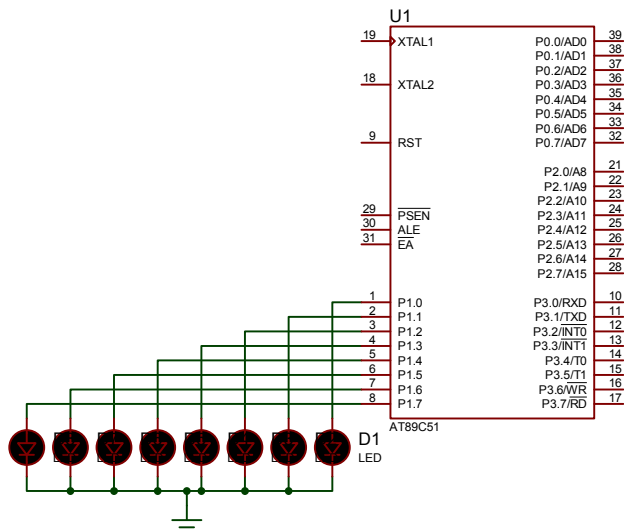 U1
19 XTAL1 P0.0/AD0 39
P0.1/AD1 38
P0.2/AD2 37
18 XTAL2 P0.3/AD3 36
P0.4/AD4 35
P0.5/AD5 34
P0.6/AD6 33
9 RST P0.7/AD7 32
P2.0/A8 21
P2.1/A9 22
P2.2/A10 23
29 PSEN P2.3/A11 24
30 ALE P2.4/A12 25
31 EA P2.5/A13 26
P2.6/A14 27
P2.7/A15 28
1 P1.0 P3.0/RXD 10
2 P1.1 P3.1/TXD 11
3 P1.2 P3.2/INT0 12
4 P1.3 P3.3/INT1 13
5 P1.4 P3.4/T0 14
6 P1.5 P3.5/T1 15
7 P1.6 P3.6/WR 16
8 P1.7 P3.7/RD 17
AT89C51
D1
LED